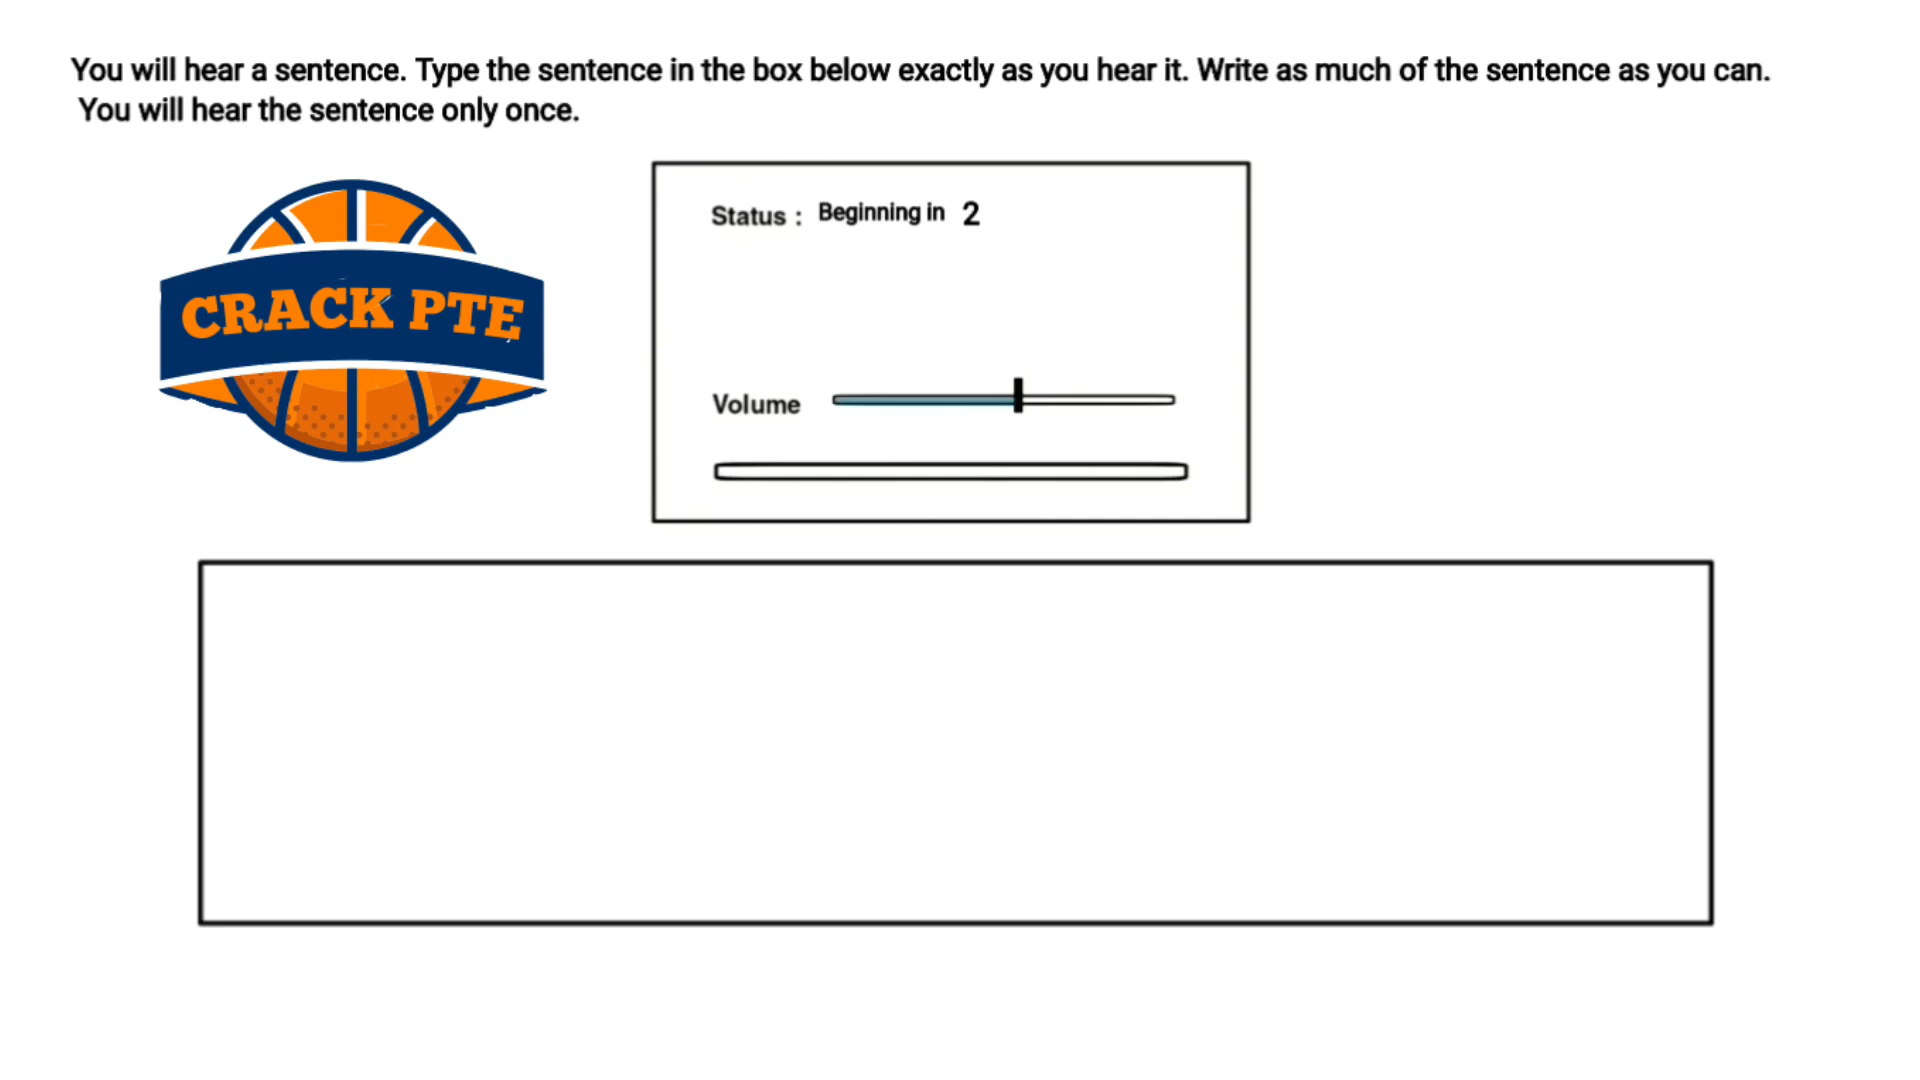 You will hear a sentence. Type the sentence in the box below exactly as you hear it. Write as much of the sentence as you can.
You will hear the sentence only once.
Status : Beginning in 2
CRACK PTE
Volume